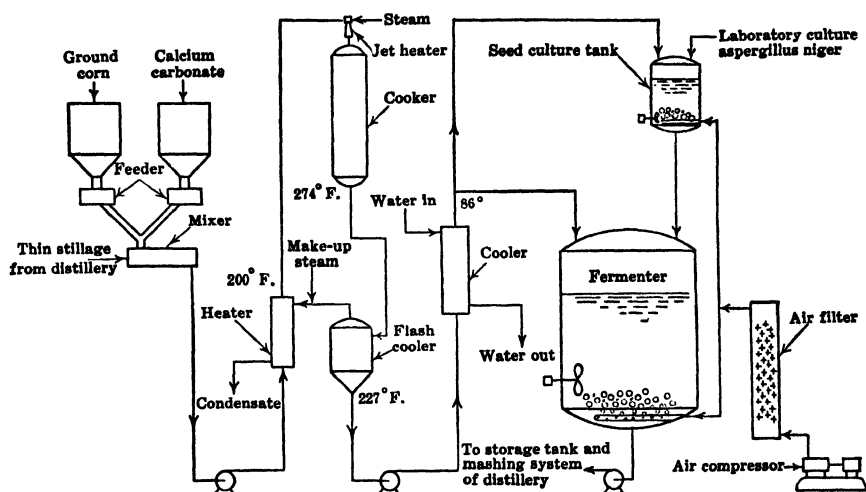 Ground
corn
Calcium
carbonate
Feeder
Mixer
Thin stillage
from distillery
Steam
Jet heater
Cooker
274° F.
200° F.
Make-up
steam
Heater
Condensate
Flash
cooler
227° F.
Water in
86°
Cooler
Water out
Seed culture tank
Laboratory culture
aspergillus niger
Fermenter
Air filter
Air compressor
To storage tank and
mashing system
of distillery